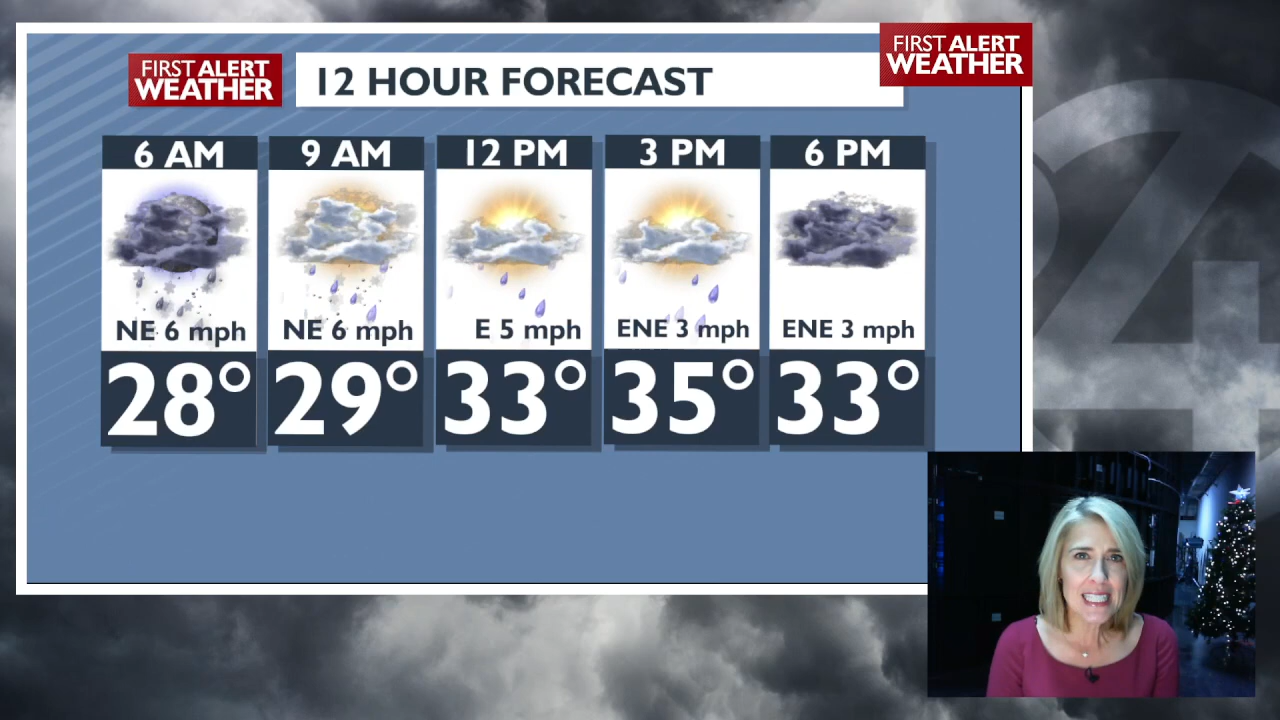 FIRST ALERT
WEATHER
12 HOUR FORECAST
FIRST ALERT
WEATHER
6 AM
9 AM
12 PM
3 PM
6 PM
NE 6 mph
NE 6 mph
E 5 mph
ENE 3 mph
ENE 3 mph
28°
29°
33°
35°
33°
24